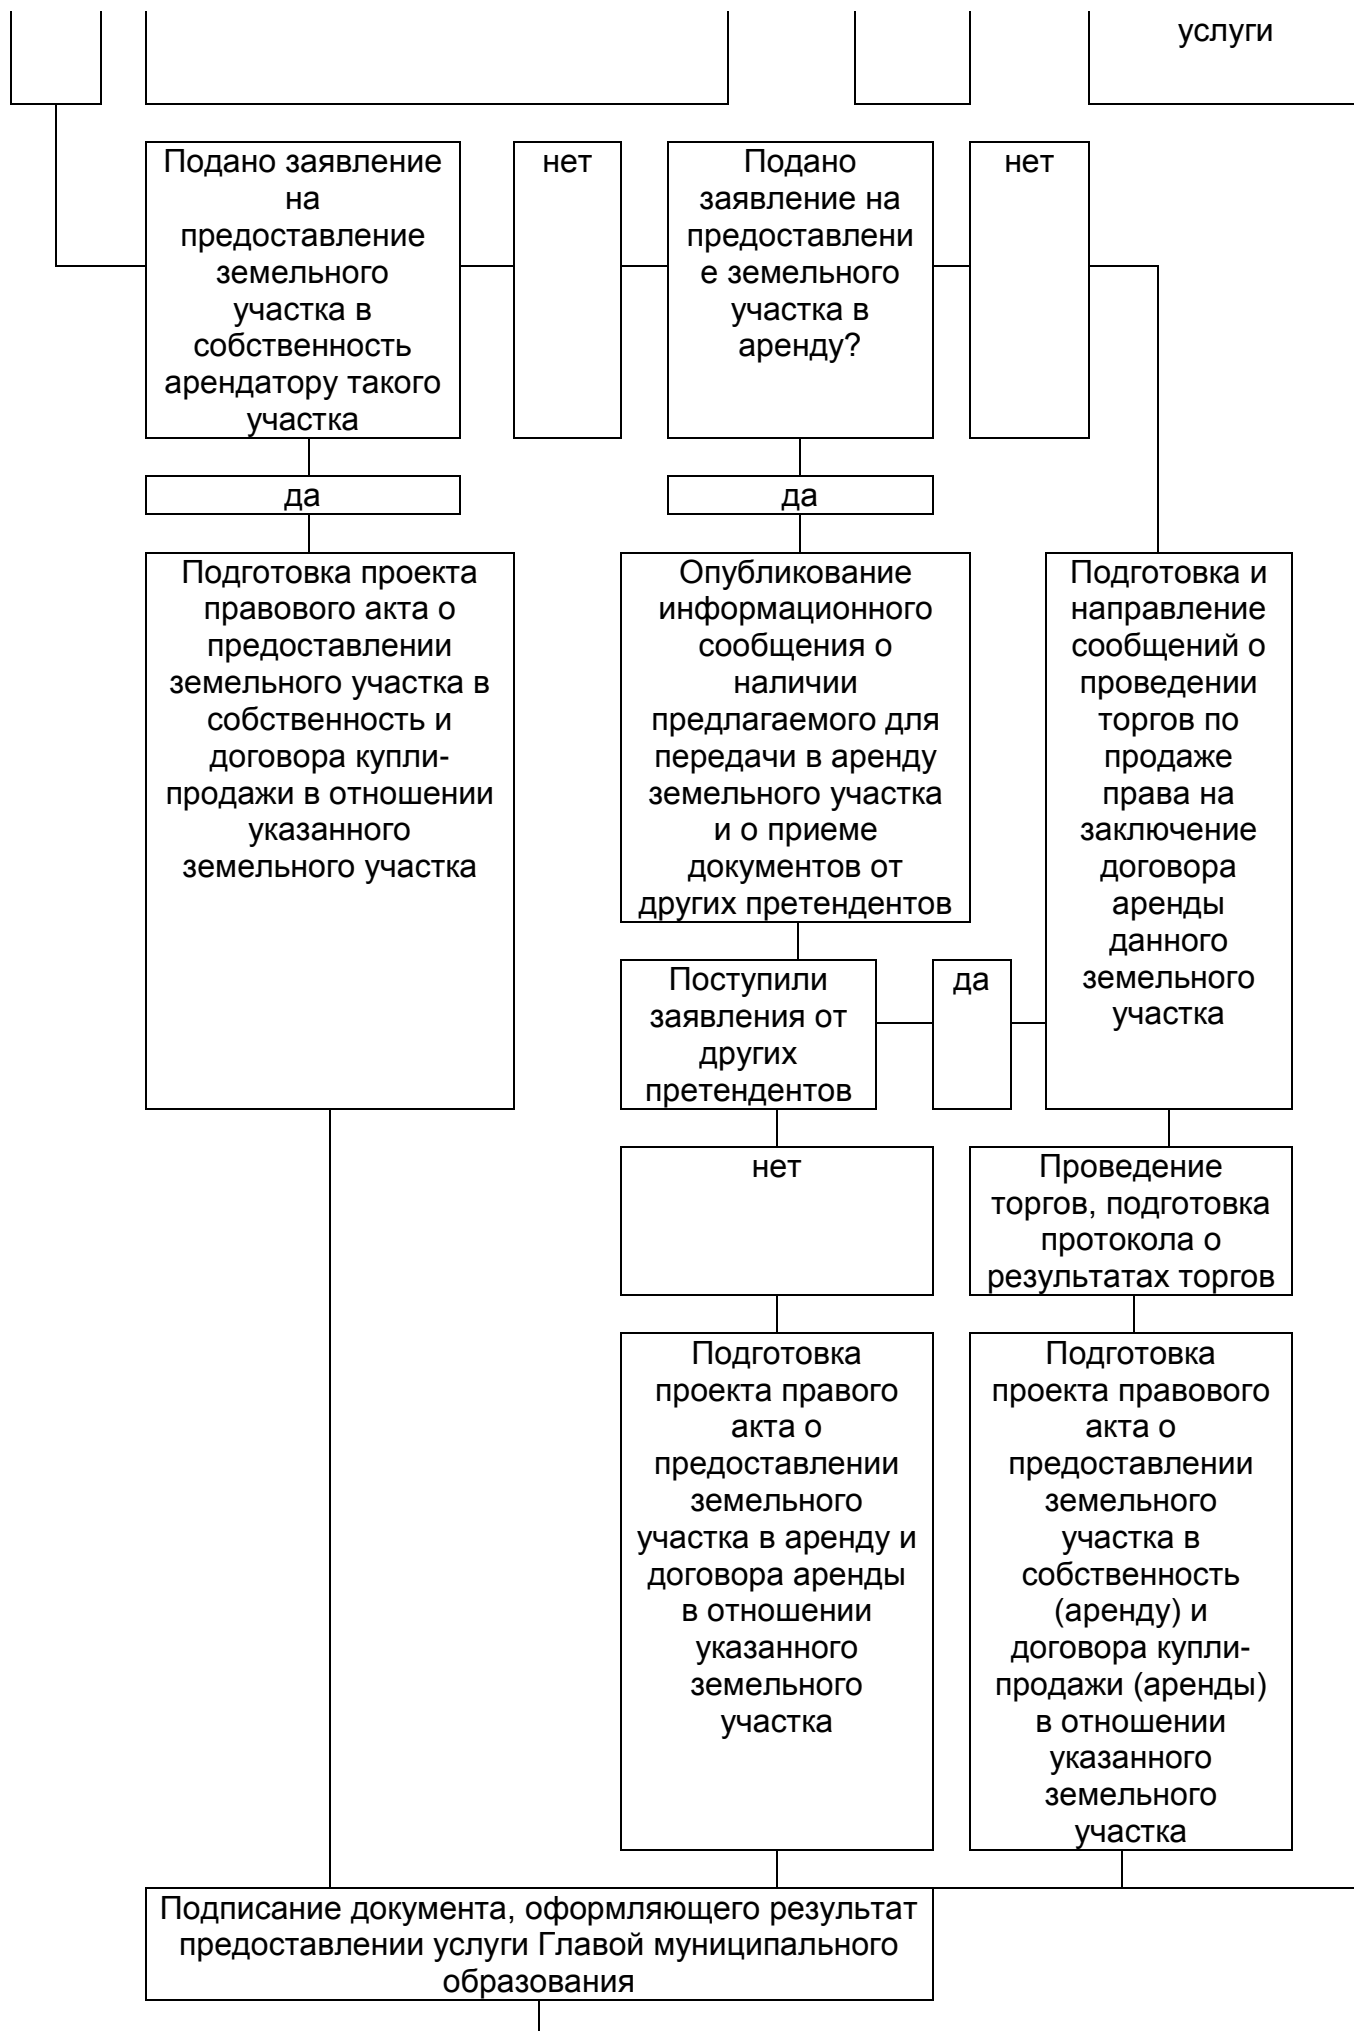 услуги
Подано заявление
на
предоставление
земельного
участка в
собственность
арендатору такого
участка
нет
Подано
заявление на
предоставлени
е земельного
участка в
аренду?
нет
да
да
Подготовка проекта
правового акта о
предоставлении
земельного участка в
собственность и
договора купли-
продажи в отношении
указанного
земельного участка
Опубликование
информационного
сообщения о
наличии
предлагаемого для
передачи в аренду
земельного участка
и о приеме
документов от
других претендентов
Подготовка и
направление
сообщений о
проведении
торгов по
продаже
права на
заключение
договора
аренды
данного
земельного
участка
Поступили
заявления от
других
претендентов
да
нет
Проведение
торгов, подготовка
протокола о
результатах торгов
Подготовка
проекта правого
акта о
предоставлении
земельного
участка в аренду и
договора аренды
в отношении
указанного
земельного
участка
Подготовка
проекта правового
акта о
предоставлении
земельного
участка в
собственность
(аренду) и
договора купли-
продажи (аренды)
в отношении
указанного
земельного
участка
Подписание документа, оформляющего результат
предоставлении услуги Главой муниципального
образования